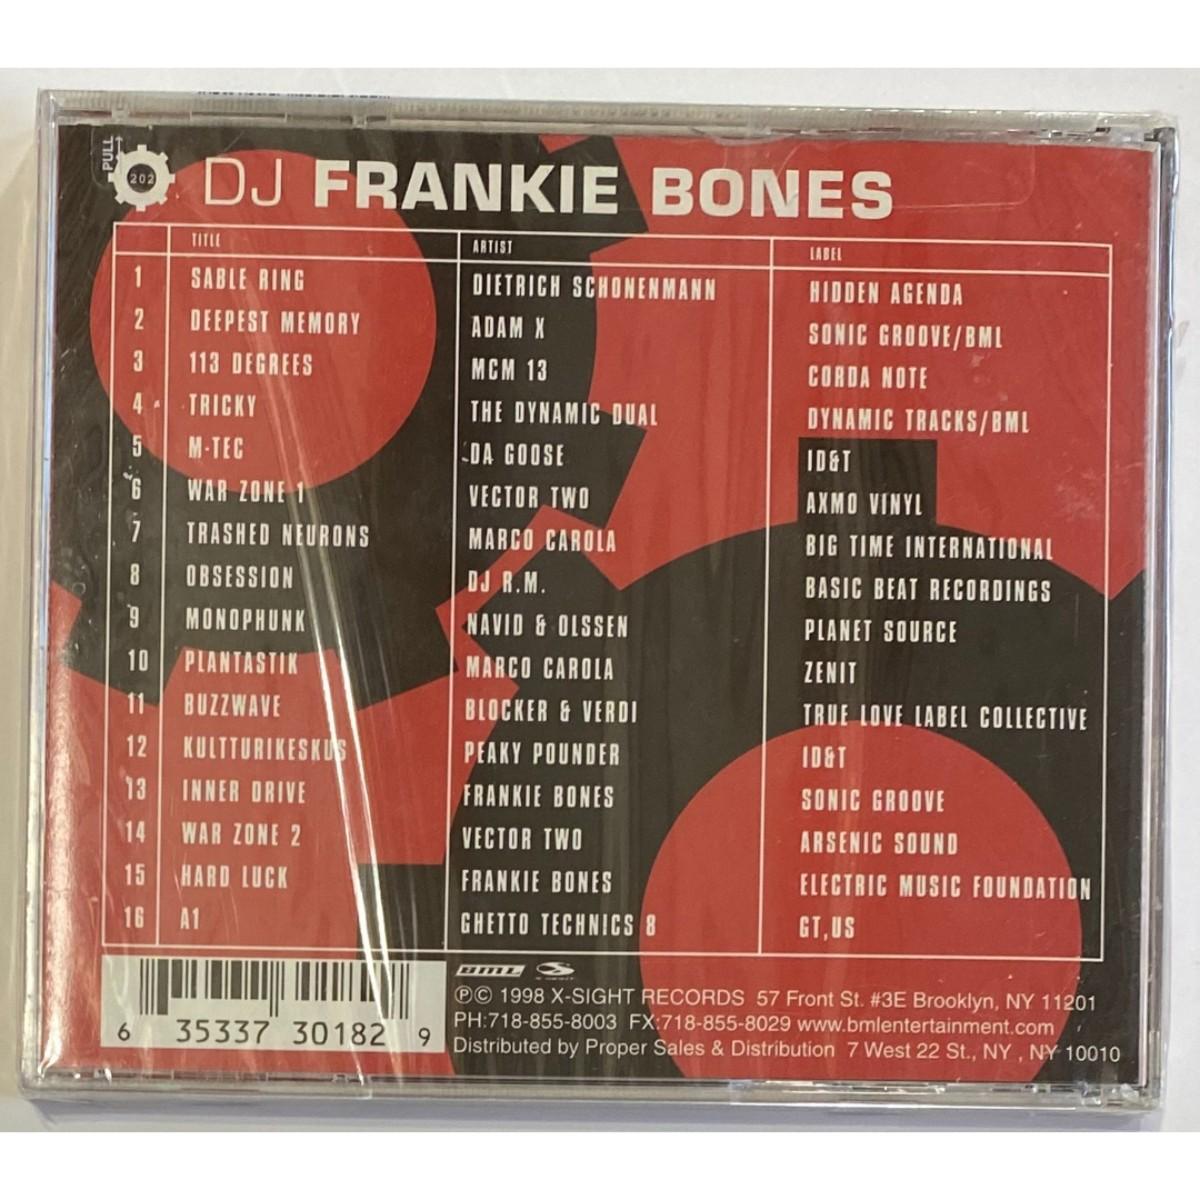 PULL
202
DJ FRANKIE BONES
TITLE ARTIST LABEL
1 SABLE RING DIETRICH SCHONENMANN HIDDEN AGENDA
2 DEEPEST MEMORY ADAM X SONIC GROOVE/BML
3 113 DEGREES MCM 13 CORDA NOTE
4 TRICKY THE DYNAMIC DUAL DYNAMIC TRACKS/BML
5 M-TEC DA GOOSE ID&T
6 WAR ZONE 1 VECTOR TWO AXMO VINYL
7 TRASHED NEURONS MARCO CAROLA BIG TIME INTERNATIONAL
8 OBSESSION DJ R.M. BASIC BEAT RECORDINGS
9 MONOPHUNK NAVID & OLSSEN PLANET SOURCE
10 PLANTASTIK MARCO CAROLA ZENIT
11 BUZZWAVE BLOCKER & VERDI TRUE LOVE LABEL COLLECTIVE
12 KULTTURIKESKUS PEAKY POUNDER ID&T
13 INNER DRIVE FRANKIE BONES SONIC GROOVE
14 WAR ZONE 2 VECTOR TWO ARSENIC SOUND
15 HARD LUCK FRANKIE BONES ELECTRIC MUSIC FOUNDATION
16 A1 GHETTO TECHNICS 8 GT,US
6 35337 30182 9
BML
℗© 1998 X-SIGHT RECORDS 57 Front St. #3E Brooklyn, NY 11201
PH:718-855-8003 FX:718-855-8029 www.bmlentertainment.com
Distributed by Proper Sales & Distribution 7 West 22 St., NY , NY 10010